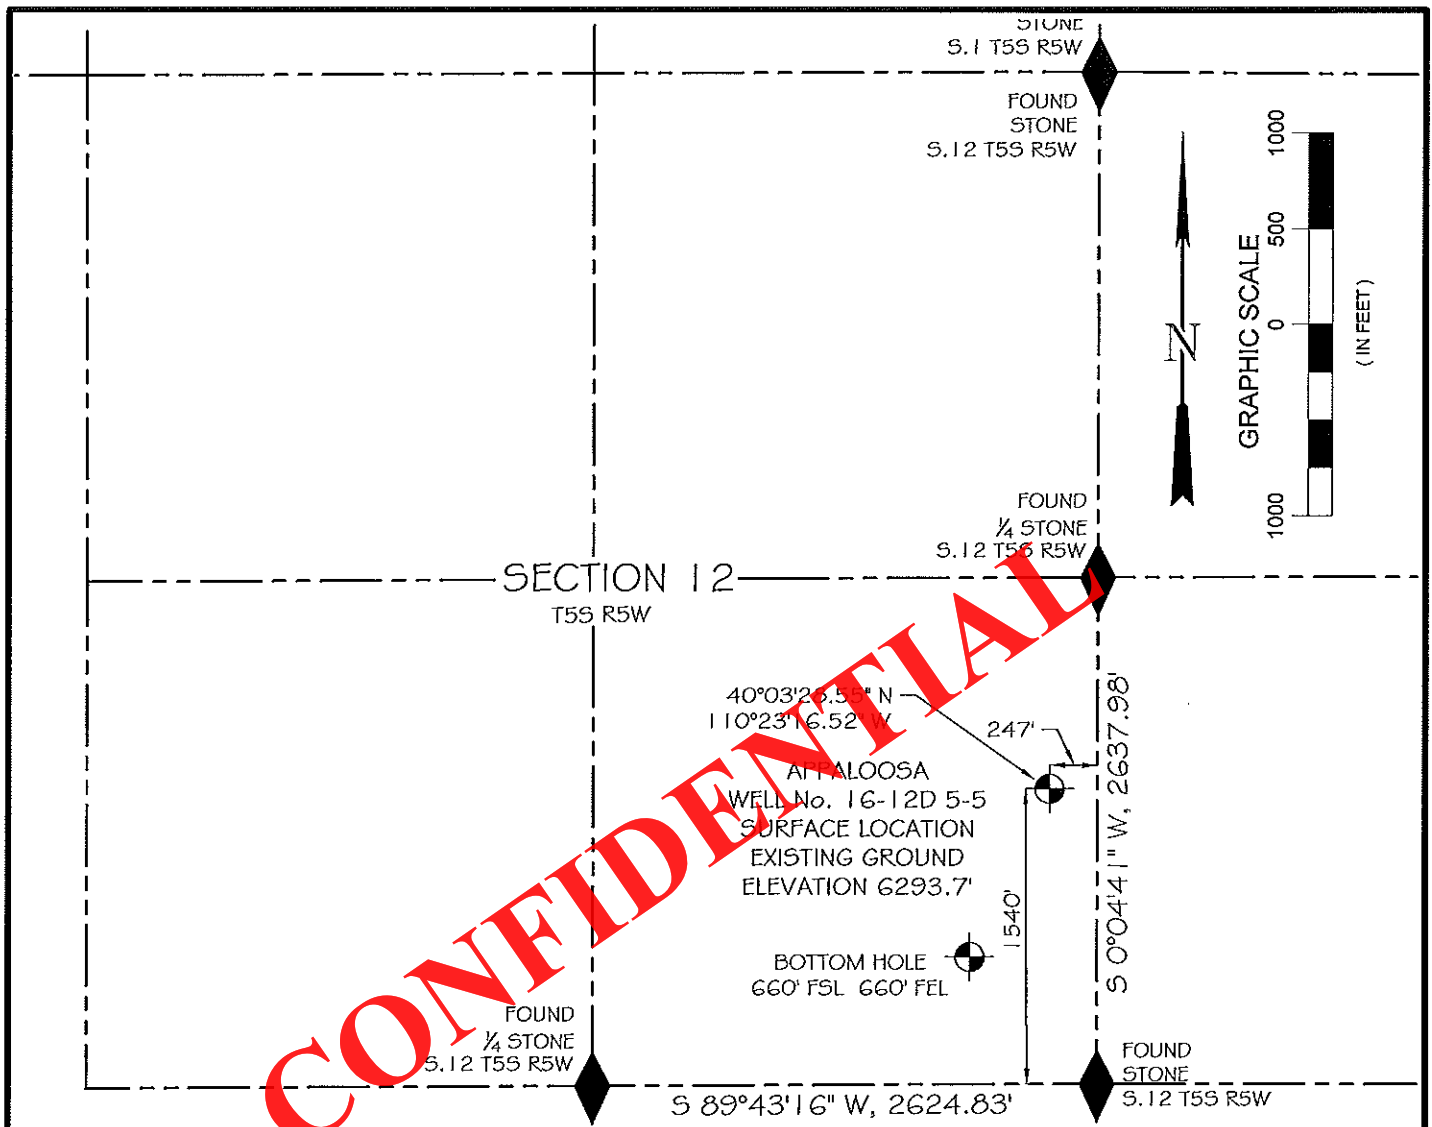 STONE
S.1 T5S R5W
FOUND
STONE
S.12 T5S R5W
1000
500
0
1000
GRAPHIC SCALE
( IN FEET )
N
FOUND
1/4 STONE
S.12 T5S R5W
SECTION 12
T5S R5W
40°03'28.55" N
110°23'16.52" W
247'
APPALOOSA
WELL No. 16-12D 5-5
SURFACE LOCATION
EXISTING GROUND
ELEVATION 6293.7'
1540'
S 0°04'41" W, 2637.98'
BOTTOM HOLE
660' FSL 660' FEL
FOUND
1/4 STONE
S.12 T5S R5W
FOUND
STONE
S.12 T5S R5W
S 89°43'16" W, 2624.83'
CONFIDENTIAL